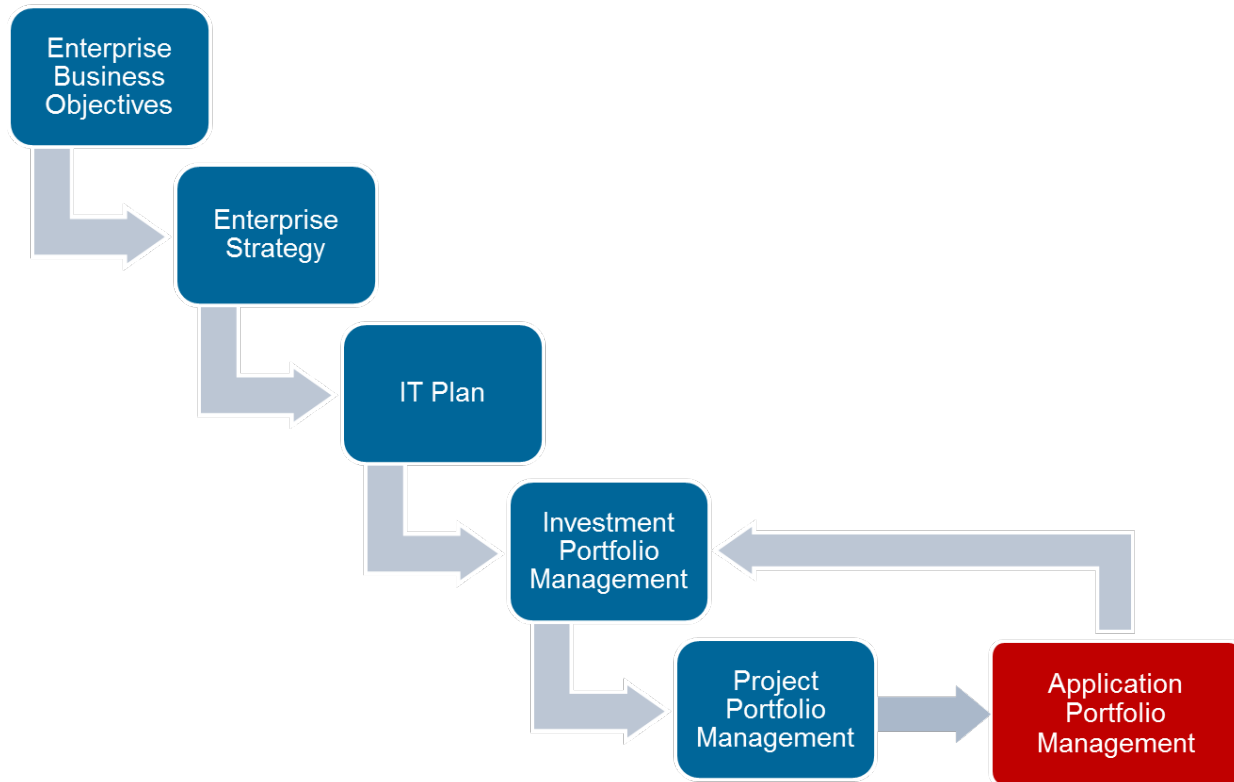 Enterprise
Business
Objectives
Enterprise
Strategy
IT Plan
Investment
Portfolio
Management
Project
Portfolio
Management
Application
Portfolio
Management